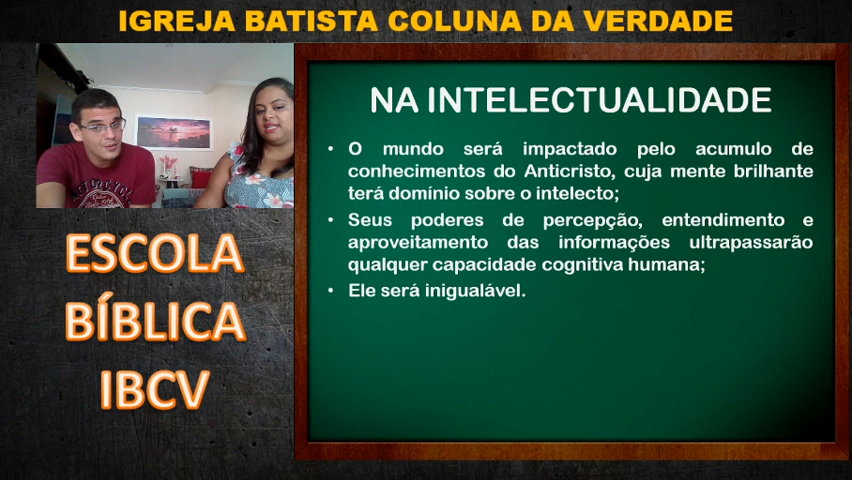 IGREJA BATISTA COLUNA DA VERDADE
NA INTELECTUALIDADE
• O mundo será impactado pelo acumulo de
conhecimentos do Anticristo, cuja mente brilhante
terá domínio sobre o intelecto;
• Seus poderes de percepção, entendimento e
aproveitamento das informações ultrapassarão
qualquer capacidade cognitiva humana;
• Ele será inigualável.
ESCOLA
BÍBLICA
IBCV